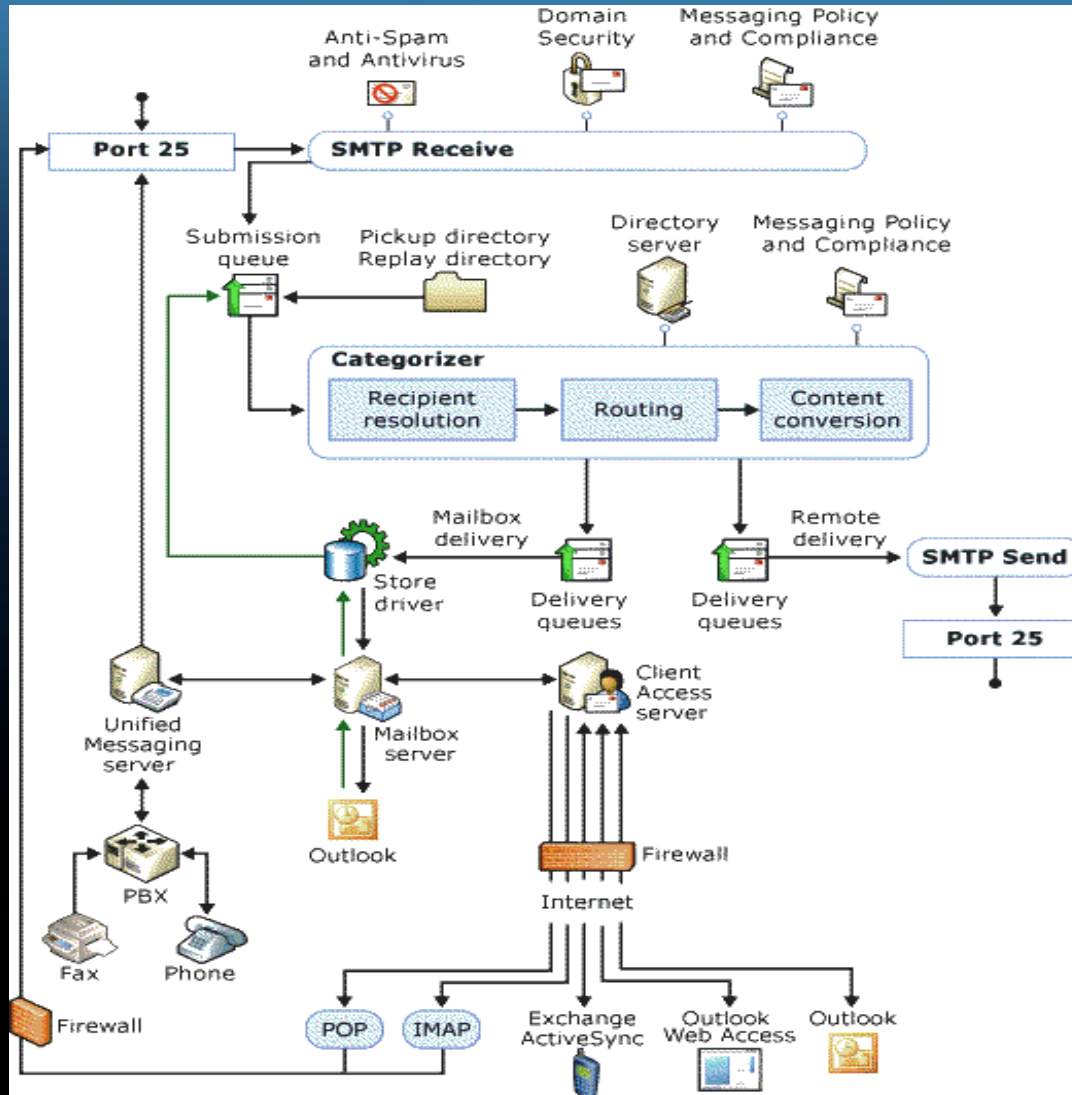 Anti-Spam
and Antivirus
Domain
Security
Messaging Policy
and Compliance
Port 25
SMTP Receive
Submission
queue
Pickup directory
Replay directory
Directory
server
Messaging Policy
and Compliance
Categorizer
Recipient
resolution
Routing
Content
conversion
Mailbox
delivery
Remote
delivery
SMTP Send
Store
driver
Delivery
queues
Delivery
queues
Port 25
Unified
Messaging
server
Mailbox
server
Client
Access
server
Outlook
PBX
Firewall
Internet
Fax
Phone
Firewall
POP
IMAP
Exchange
ActiveSync
Outlook
Web Access
Outlook